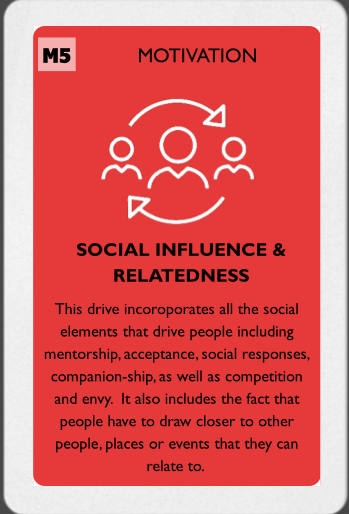 M5 MOTIVATION
SOCIAL INFLUENCE &
RELATEDNESS
This drive incoroporates all the social
elements that drive people including
mentorship, acceptance, social responses,
companion-ship, as well as competition
and envy. It also includes the fact that
people have to draw closer to other
people, places or events that they can
relate to.